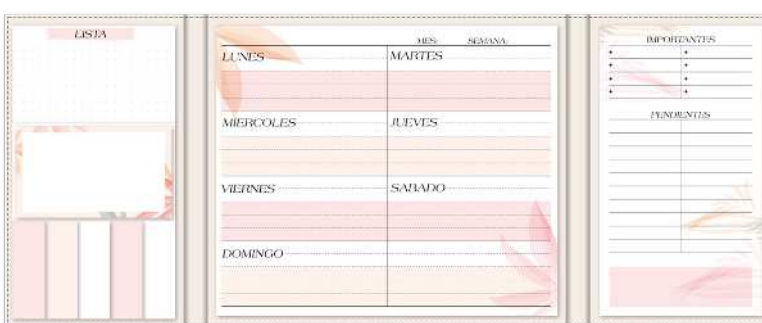 LISTA
MES: SEMANA:
LUNES MARTES
MIERCOLES JUEVES
VIERNES SABADO
DOMINGO
IMPORTANTES
PENDIENTES